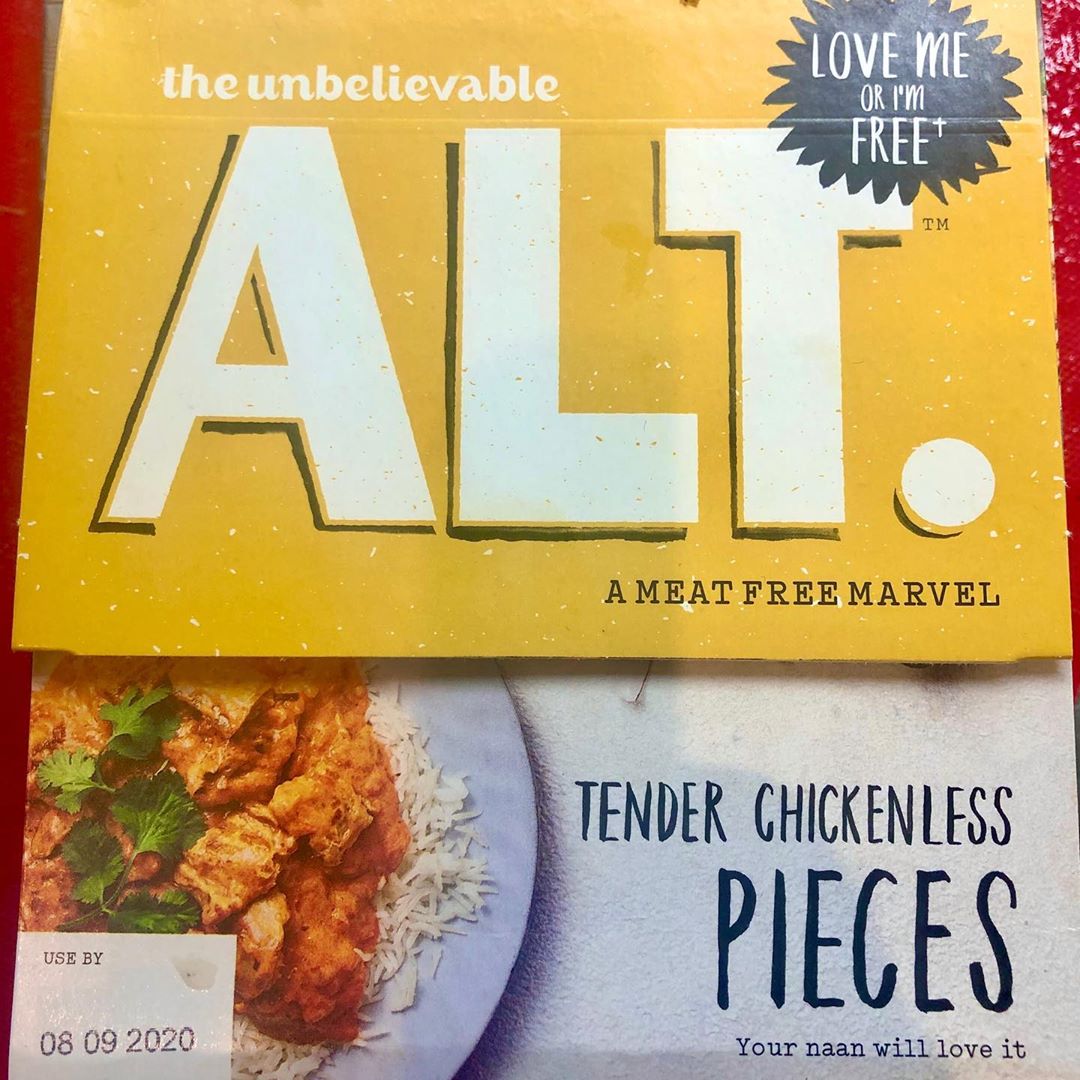 the unbelievable
LOVE ME
OR I'M
FREE+
ALT.™
A MEAT FREE MARVEL
TENDER CHICKENLESS
PIECES
Your naan will love it
USE BY
08 09 2020